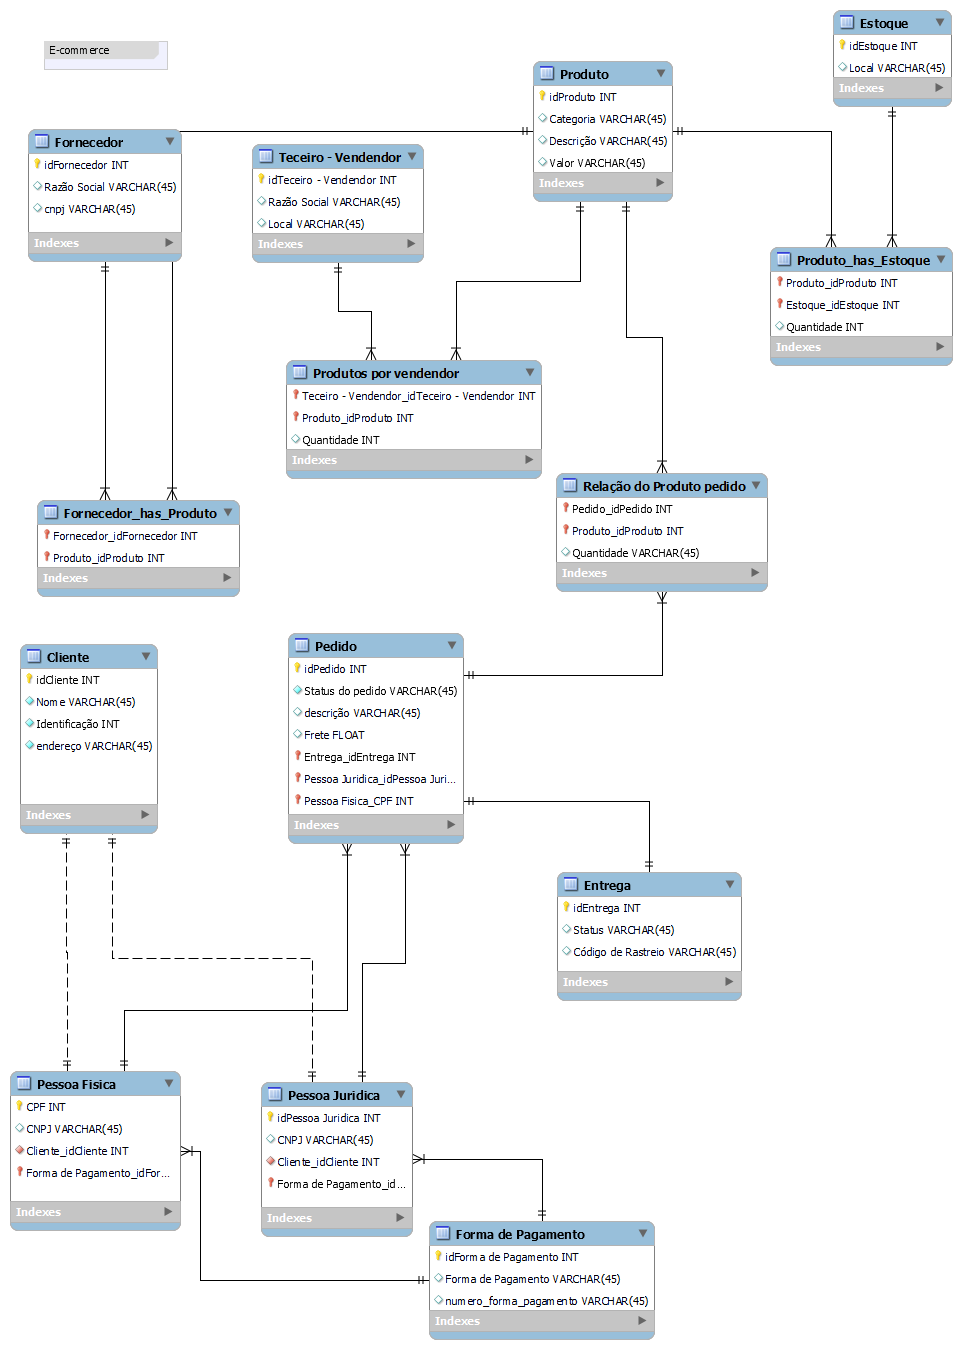 E-commerce
Estoque
idEstoque INT
Local VARCHAR(45)
Indexes
Produto
idProduto INT
Categoria VARCHAR(45)
Descrição VARCHAR(45)
Valor VARCHAR(45)
Indexes
Fornecedor
idFornecedor INT
Razão Social VARCHAR(45)
cnpj VARCHAR(45)
Indexes
Teceiro - Vendendor
idTeceiro - Vendendor INT
Razão Social VARCHAR(45)
Local VARCHAR(45)
Indexes
Produto_has_Estoque
Produto_idProduto INT
Estoque_idEstoque INT
Quantidade INT
Indexes
Produtos por vendendor
Teceiro - Vendendor_idTeceiro - Vendendor INT
Produto_idProduto INT
Quantidade INT
Indexes
Relação do Produto pedido
Pedido_idPedido INT
Produto_idProduto INT
Quantidade VARCHAR(45)
Indexes
Fornecedor_has_Produto
Fornecedor_idFornecedor INT
Produto_idProduto INT
Indexes
Cliente
idCliente INT
Nome VARCHAR(45)
Identificação INT
endereço VARCHAR(45)
Indexes
Pedido
idPedido INT
Status do pedido VARCHAR(45)
descrição VARCHAR(45)
Frete FLOAT
Entrega_idEntrega INT
Pessoa Juridica_idPessoa Juri...
Pessoa Fisica_CPF INT
Indexes
Entrega
idEntrega INT
Status VARCHAR(45)
Código de Rastreio VARCHAR(45)
Indexes
Pessoa Fisica
CPF INT
CNPJ VARCHAR(45)
Cliente_idCliente INT
Forma de Pagamento_idFor...
Indexes
Pessoa Juridica
idPessoa Juridica INT
CNPJ VARCHAR(45)
Cliente_idCliente INT
Forma de Pagamento_id...
Indexes
Forma de Pagamento
idForma de Pagamento INT
Forma de Pagamento VARCHAR(45)
numero_forma_pagamento VARCHAR(45)
Indexes